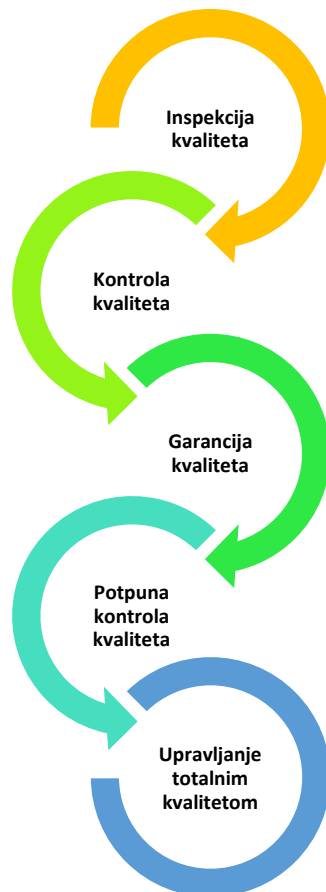 Inspekcija
kvaliteta
Kontrola
kvaliteta
Garancija
kvaliteta
Potpuna
kontrola
kvaliteta
Upravljanje
totalnim
kvalitetom